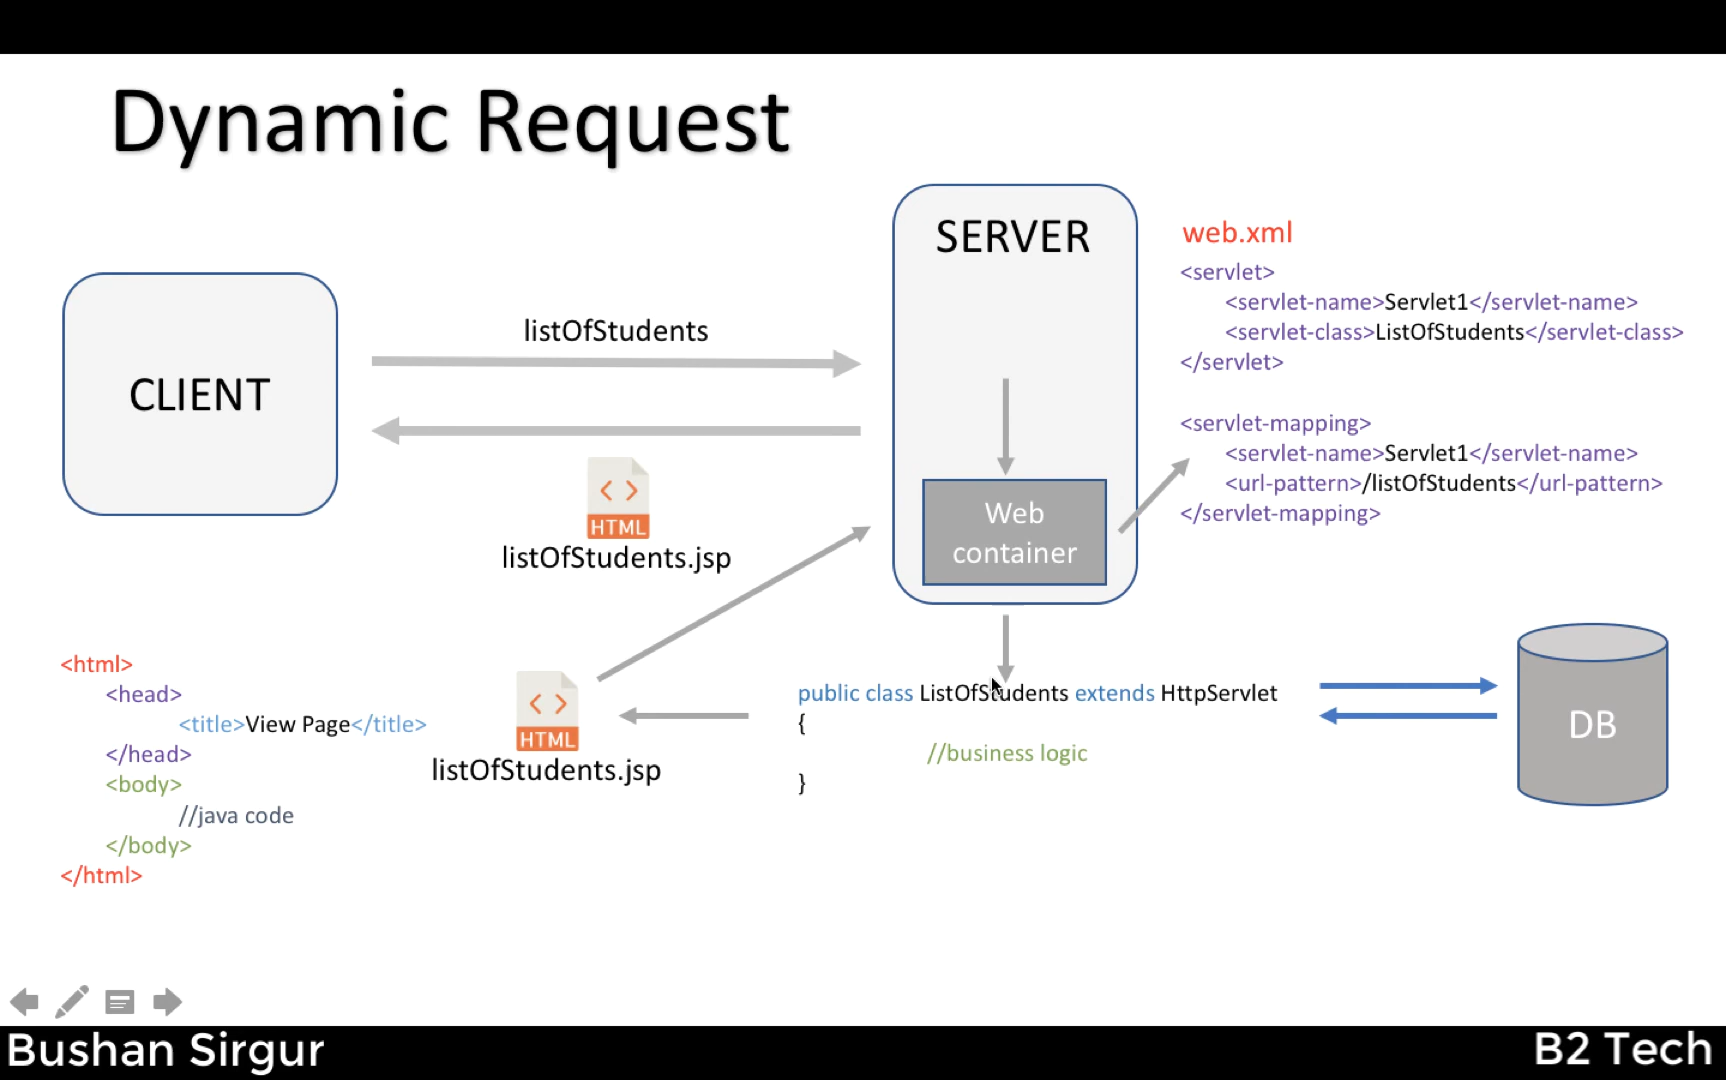 Dynamic Request
CLIENT
listOfStudents
HTML
listOfStudents.jsp
SERVER
Web
container
web.xml
<servlet>
<servlet-name>Servlet1</servlet-name>
<servlet-class>ListOfStudents</servlet-class>
</servlet>
<servlet-mapping>
<servlet-name>Servlet1</servlet-name>
<url-pattern>/listOfStudents</url-pattern>
</servlet-mapping>
<html>
<head>
<title>View Page</title>
</head>
<body>
//java code
</body>
</html>
HTML
listOfStudents.jsp
public class ListOfStudents extends HttpServlet
{
//business logic
}
DB
Bushan Sirgur
B2 Tech